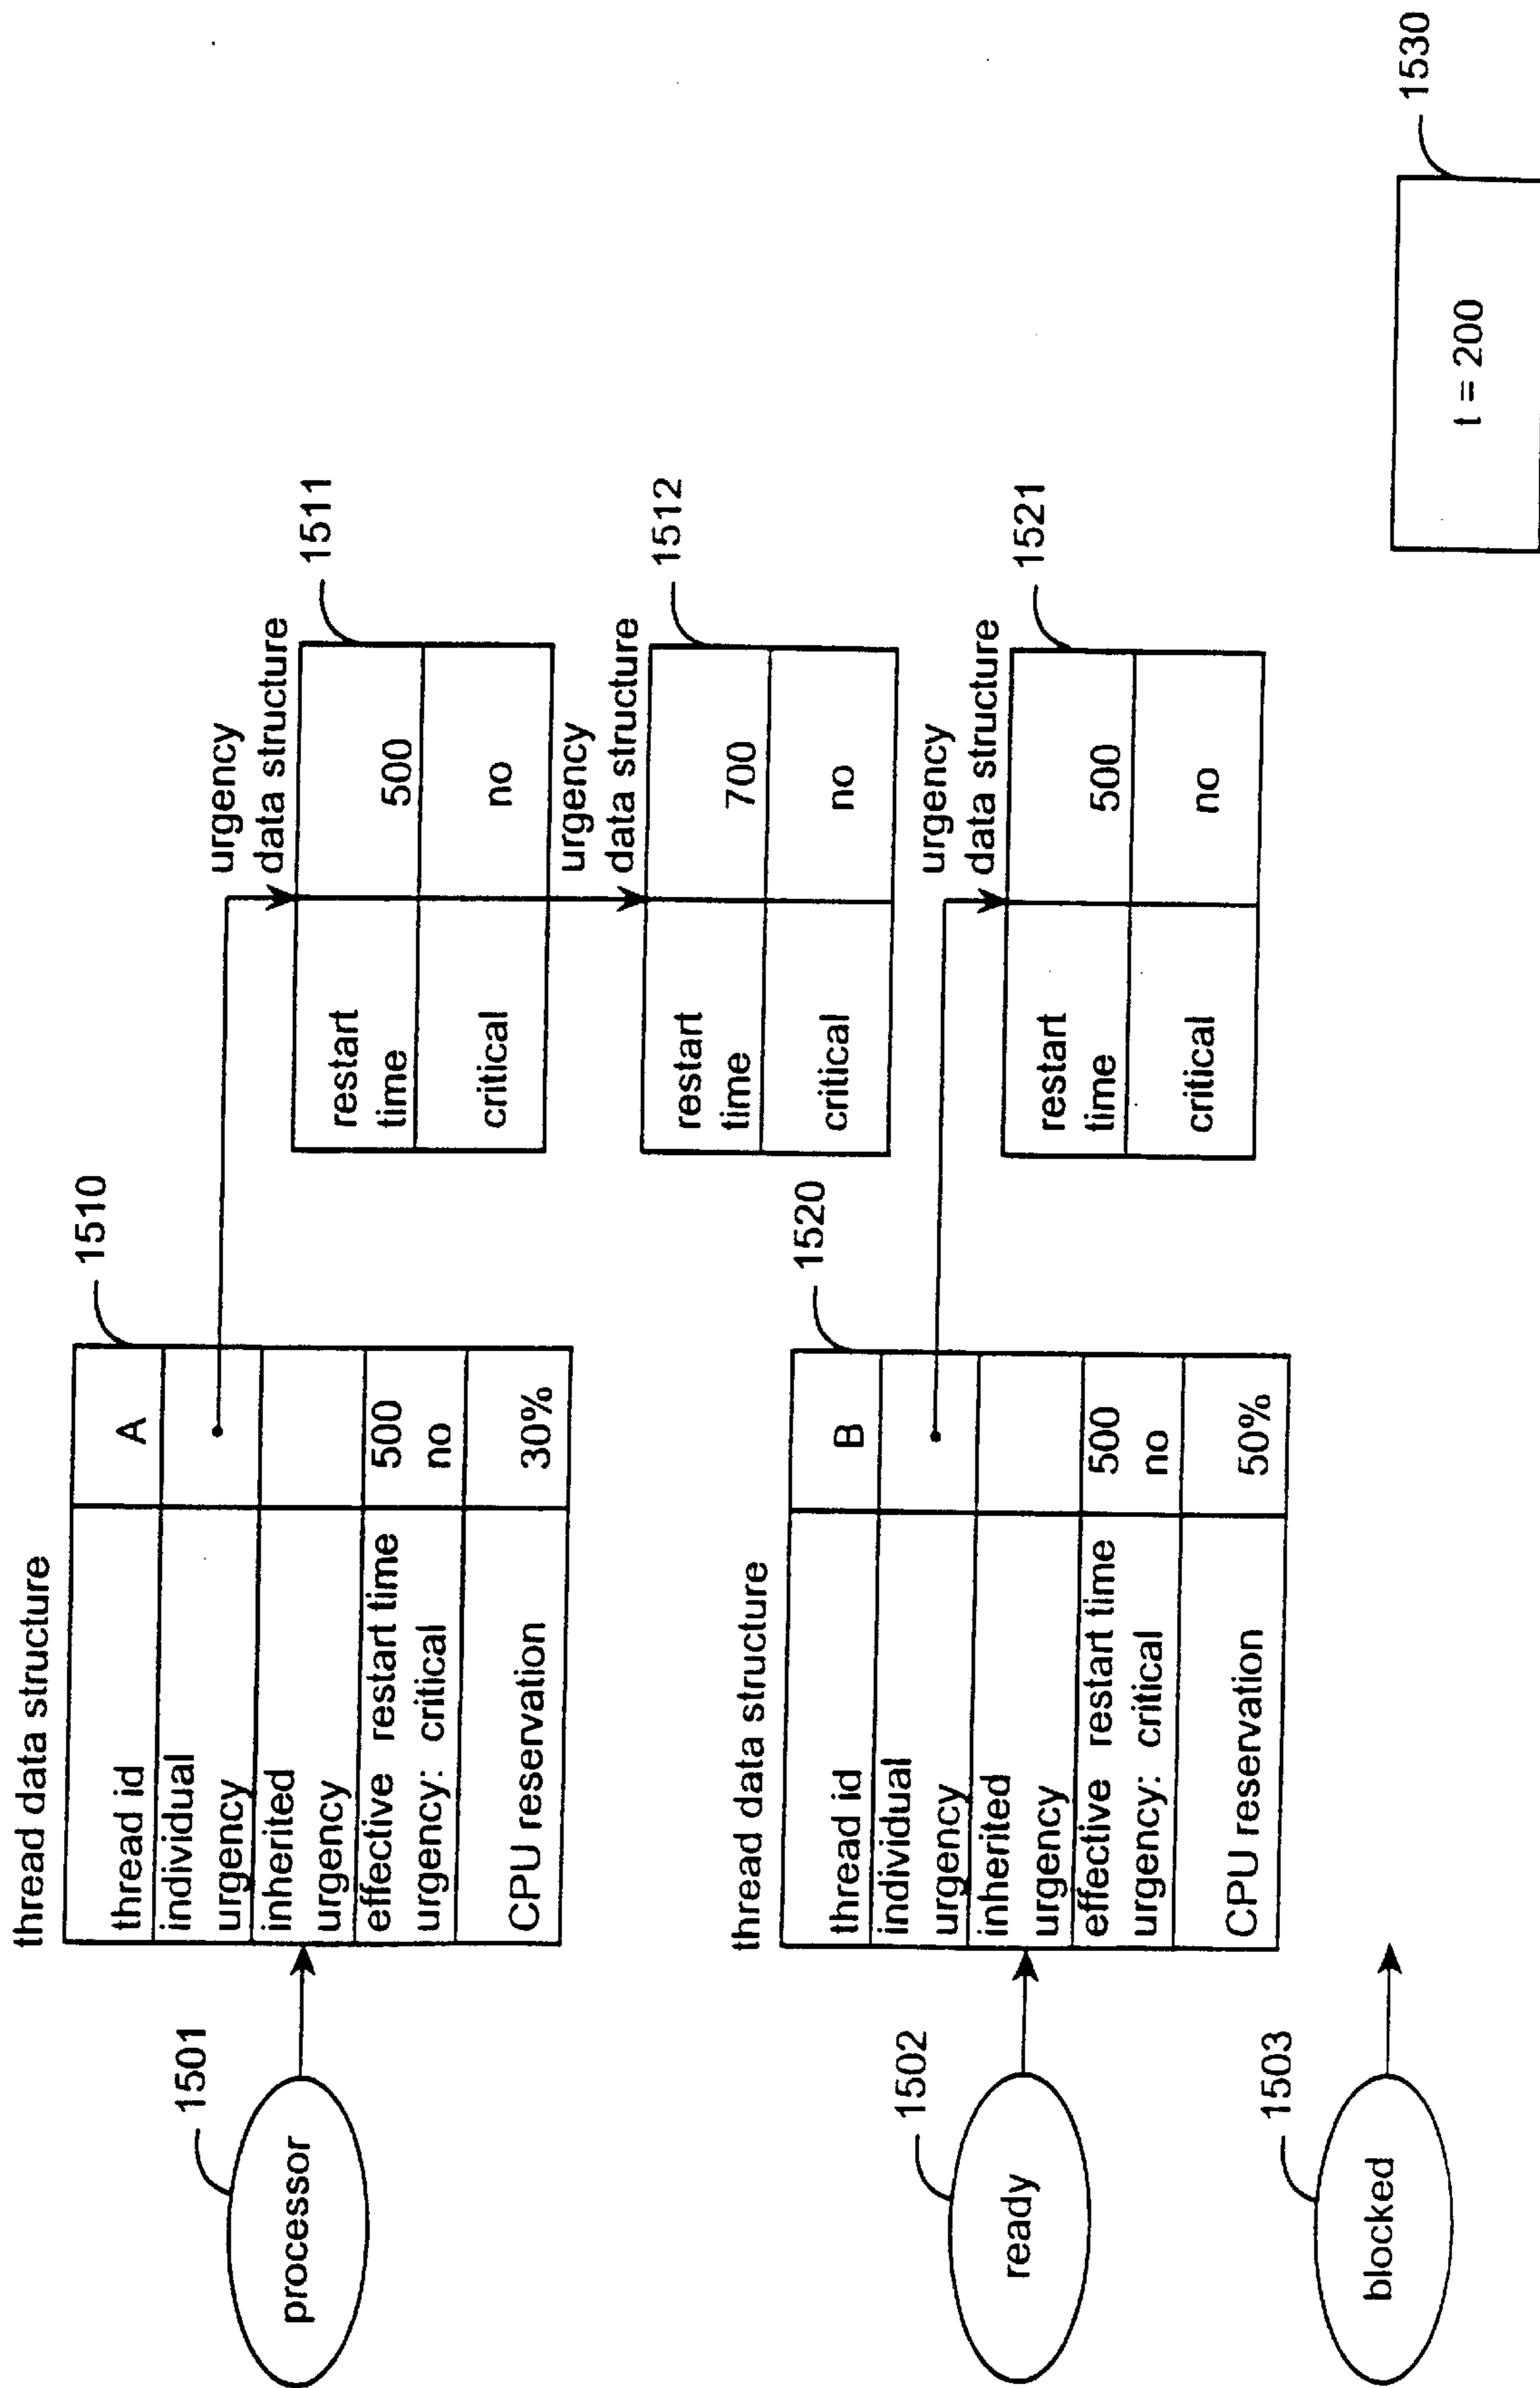 thread data structure
1510
thread id A
individual
urgency
inherited
urgency
effective restart time 500
urgency: critical no
CPU reservation 30%
1501
processor
urgency
data structure
1511
restart
time 500
critical no
urgency
data structure
1512
restart
time 700
critical no
thread data structure
1520
thread id B
individual
urgency
inherited
urgency
effective restart time 500
urgency: critical no
CPU reservation 50%
1502
ready
urgency
data structure
1521
restart
time 500
critical no
1503
blocked
1530
t = 200